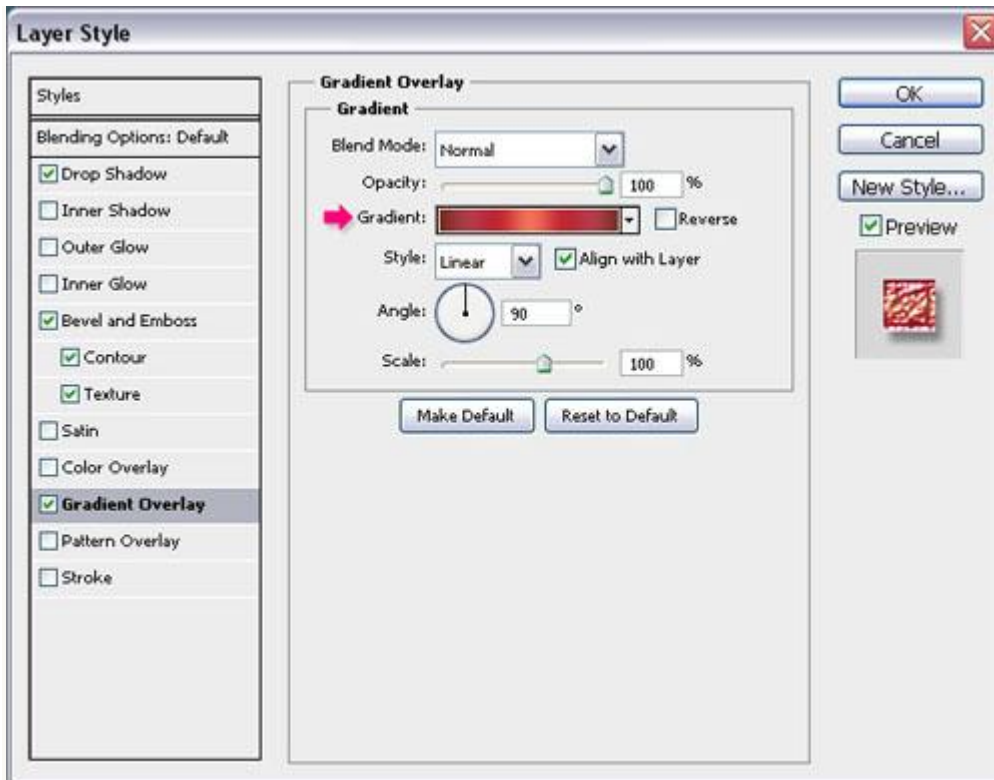 Layer Style
Styles
Blending Options: Default
Drop Shadow
Inner Shadow
Outer Glow
Inner Glow
Bevel and Emboss
Contour
Texture
Satin
Color Overlay
Gradient Overlay
Pattern Overlay
Stroke
Gradient Overlay
Gradient
Blend Mode: Normal
Opacity: 100 %
Gradient: Reverse
Style: Linear Align with Layer
Angle: 90 °
Scale: 100 %
Make Default Reset to Default
OK
Cancel
New Style...
Preview